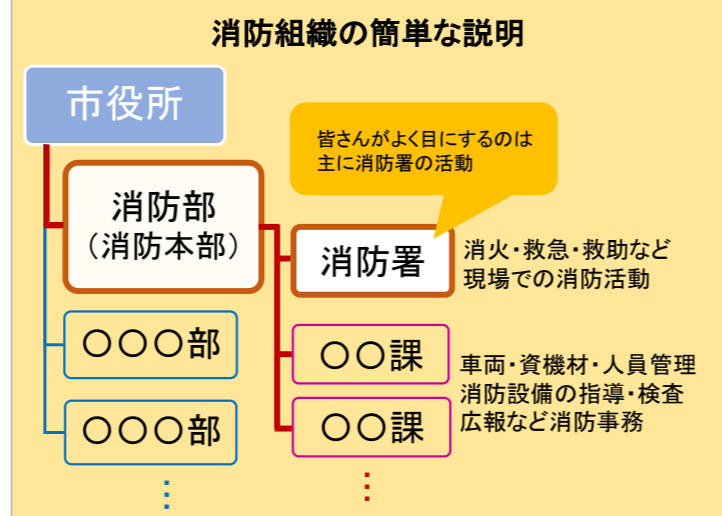 消防組織の簡単な説明
市役所
皆さんがよく目にするのは
主に消防署の活動
消防部
（消防本部）
消防署
消火・救急・救助など
現場での消防活動
〇〇〇部
〇〇課
車両・資機材・人員管理
消防設備の指導・検査
広報など消防事務
〇〇〇部
〇〇課